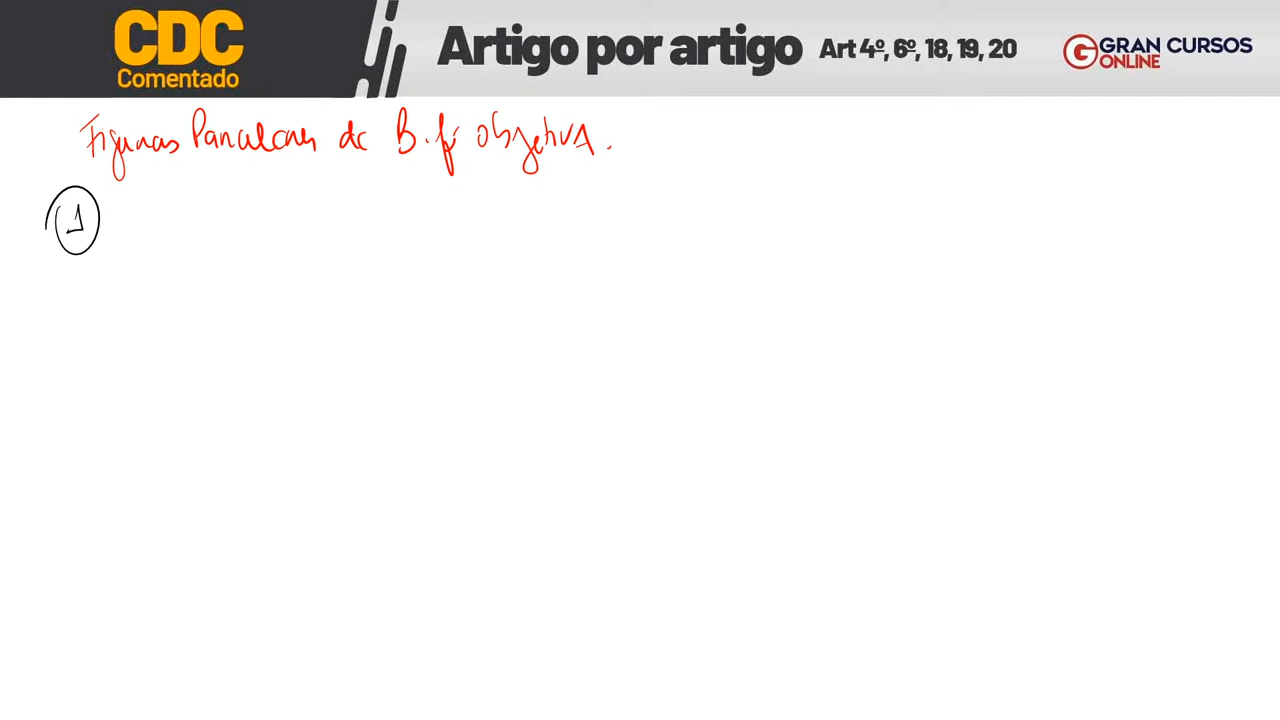 CDC
Comentado
Artigo por artigo Art 4º, 6º, 18, 19, 20
GRAN CURSOS
ONLINE
Figuras Parcelares de B. fé objetiva.
1